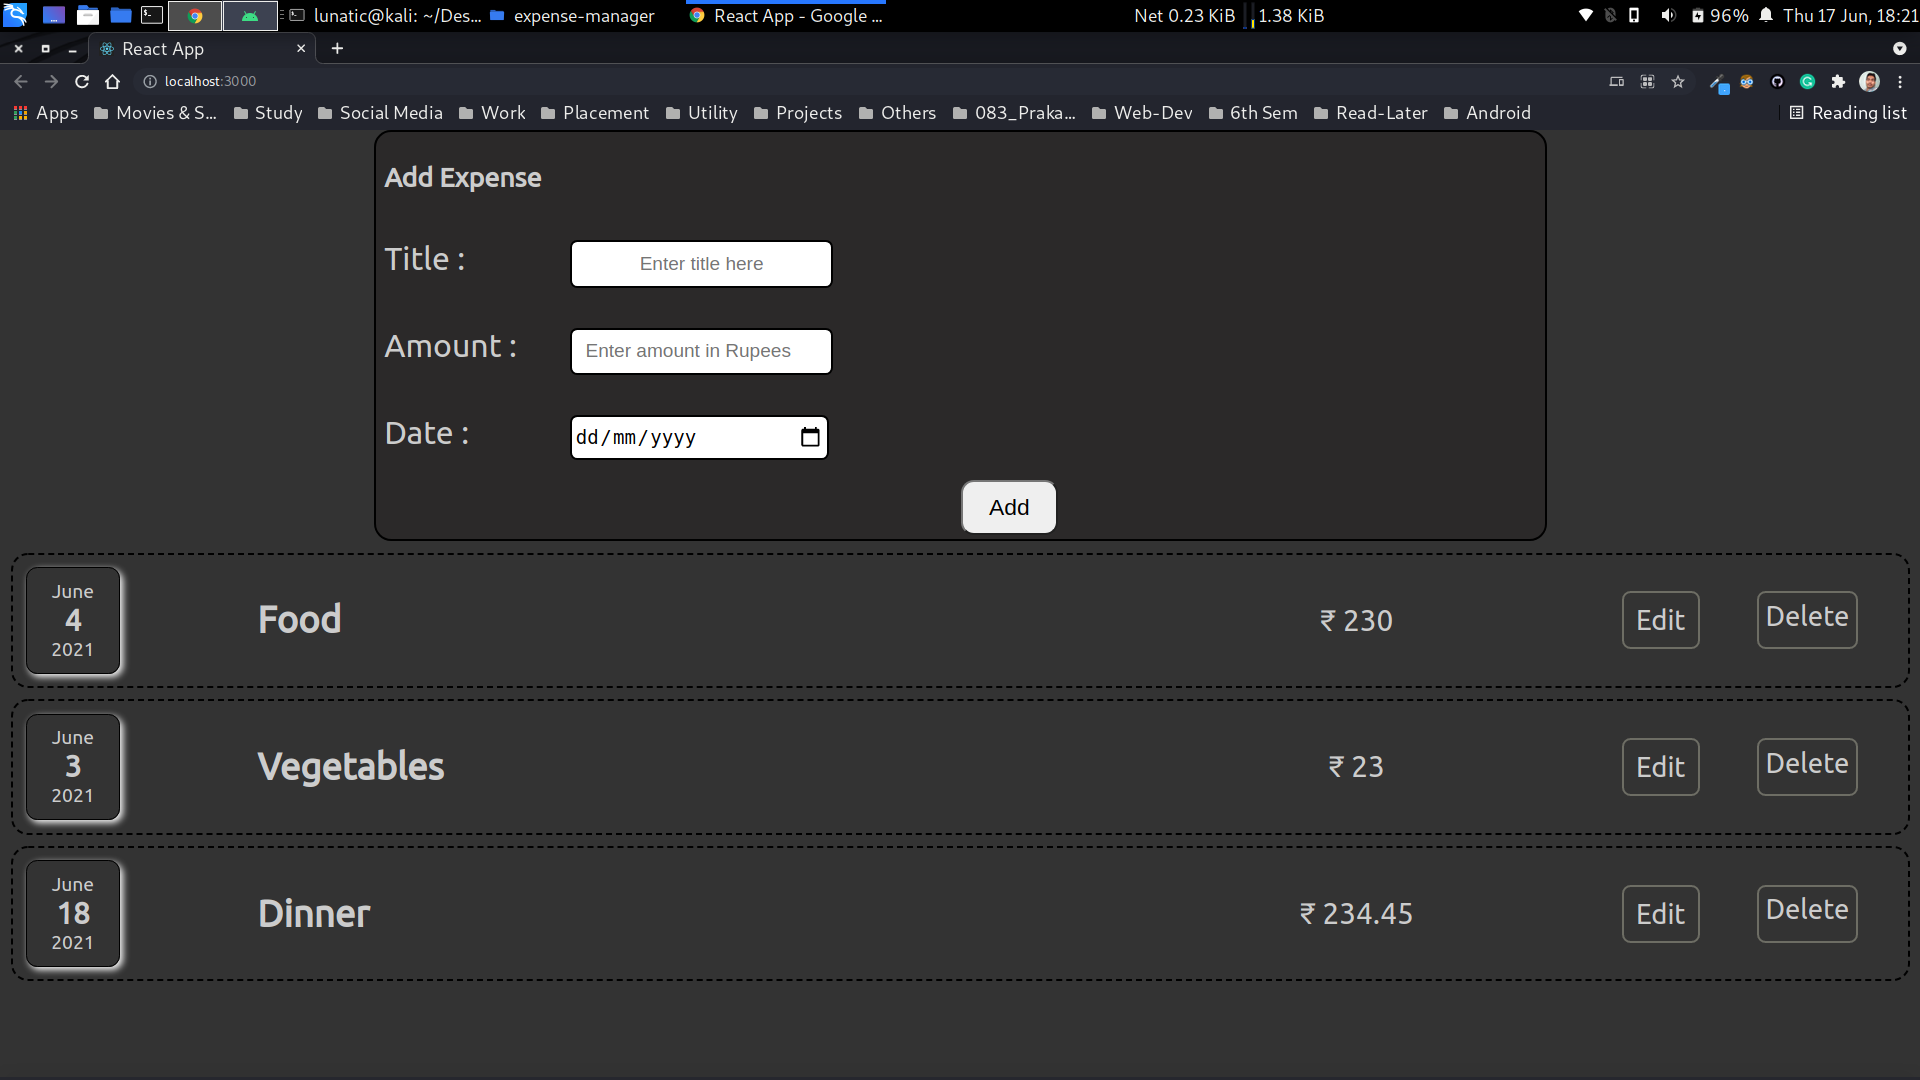 lunatic@kali: ~/Des... expense-manager React App - Google ... Net 0.23 KiB 1.38 KiB 96% Thu 17 Jun, 18:21
React App
localhost:3000
Apps Movies & S... Study Social Media Work Placement Utility Projects Others 083_Praka... Web-Dev 6th Sem Read-Later Android Reading list
Add Expense
Title : Enter title here
Amount : Enter amount in Rupees
Date : dd/mm/yyyy
Add
June
4
2021
Food
₹ 230
Edit
Delete
June
3
2021
Vegetables
₹ 23
Edit
Delete
June
18
2021
Dinner
₹ 234.45
Edit
Delete